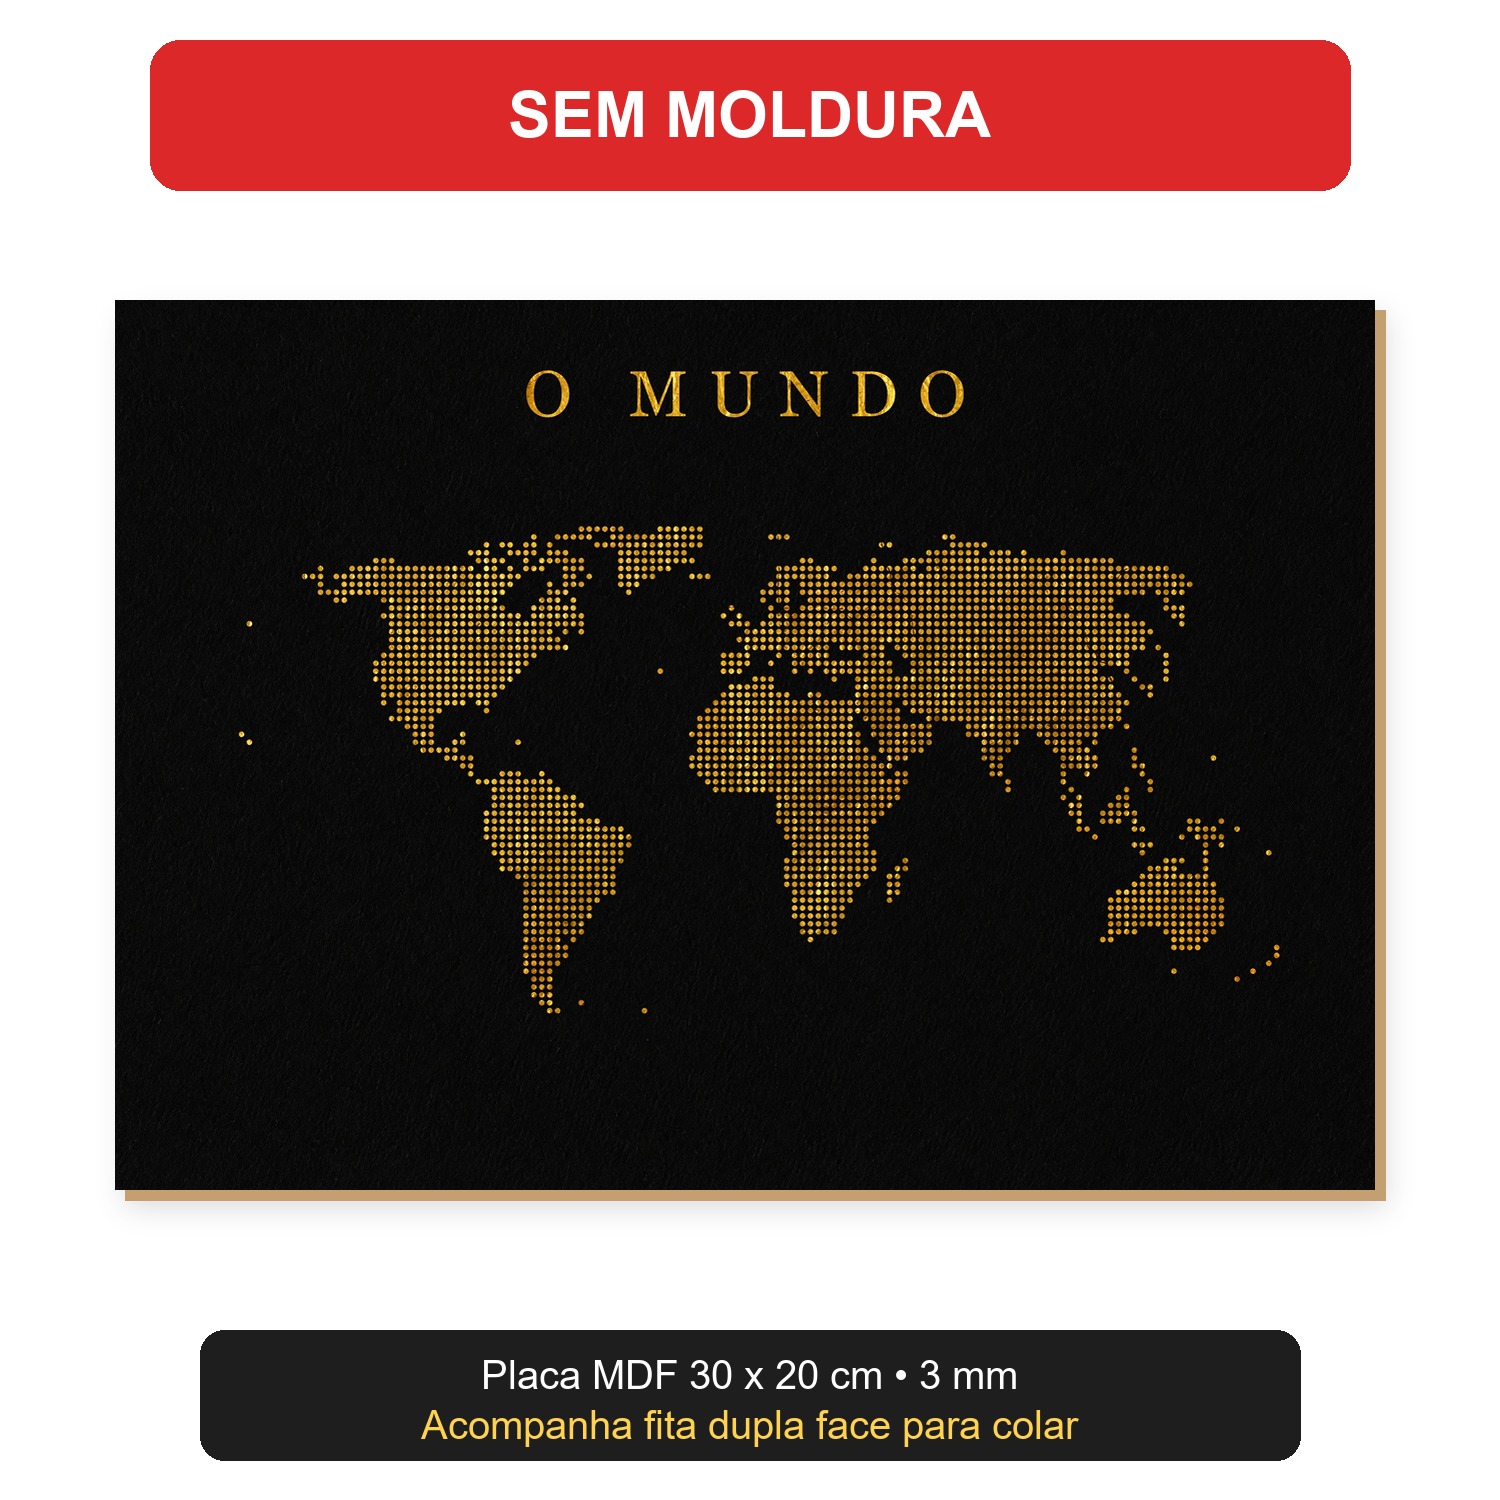 SEM MOLDURA
O MUNDO
Placa MDF 30 x 20 cm • 3 mm
Acompanha fita dupla face para colar